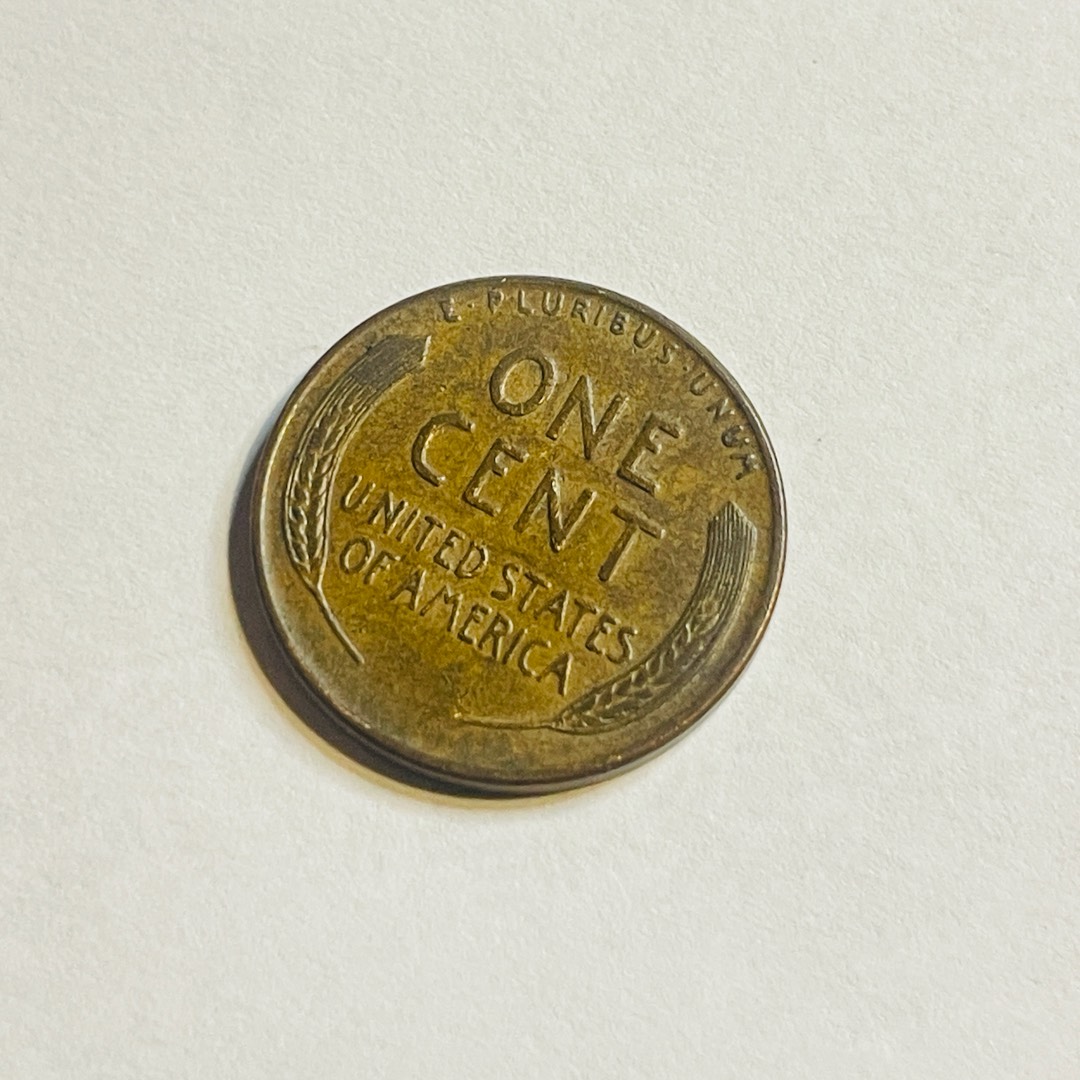 E·PLURIBUS·UNUM
ONE
CENT
UNITED STATES
OF AMERICA